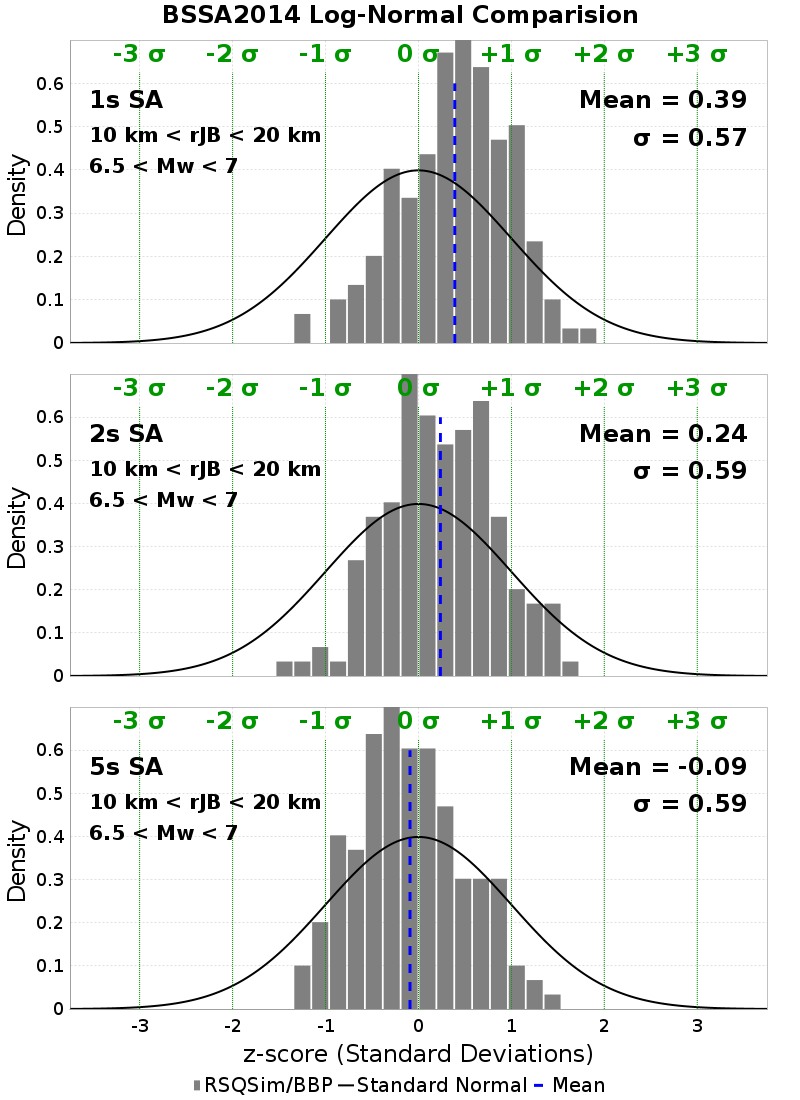 BSSA2014 Log-Normal Comparision
-3 σ -2 σ -1 σ 0 σ +1 σ +2 σ +3 σ
1s SA
10 km < rJB < 20 km
6.5 < Mw < 7
Mean = 0.39
σ = 0.57
Density
0.6
0.5
0.4
0.3
0.2
0.1
0
-3 σ -2 σ -1 σ 0 σ +1 σ +2 σ +3 σ
2s SA
10 km < rJB < 20 km
6.5 < Mw < 7
Mean = 0.24
σ = 0.59
Density
0.6
0.5
0.4
0.3
0.2
0.1
0
-3 σ -2 σ -1 σ 0 σ +1 σ +2 σ +3 σ
5s SA
10 km < rJB < 20 km
6.5 < Mw < 7
Mean = -0.09
σ = 0.59
Density
0.6
0.5
0.4
0.3
0.2
0.1
0
-3 -2 -1 0 1 2 3
z-score (Standard Deviations)
RSQSim/BBP Standard Normal Mean